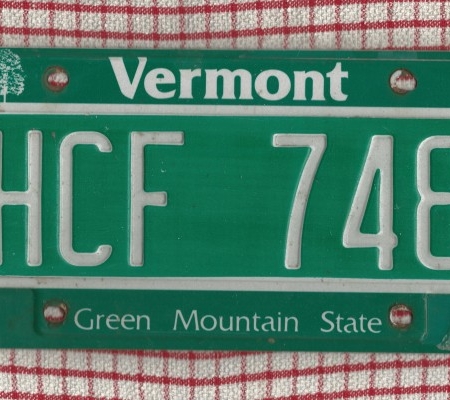 Vermont
HCF 748
Green Mountain State